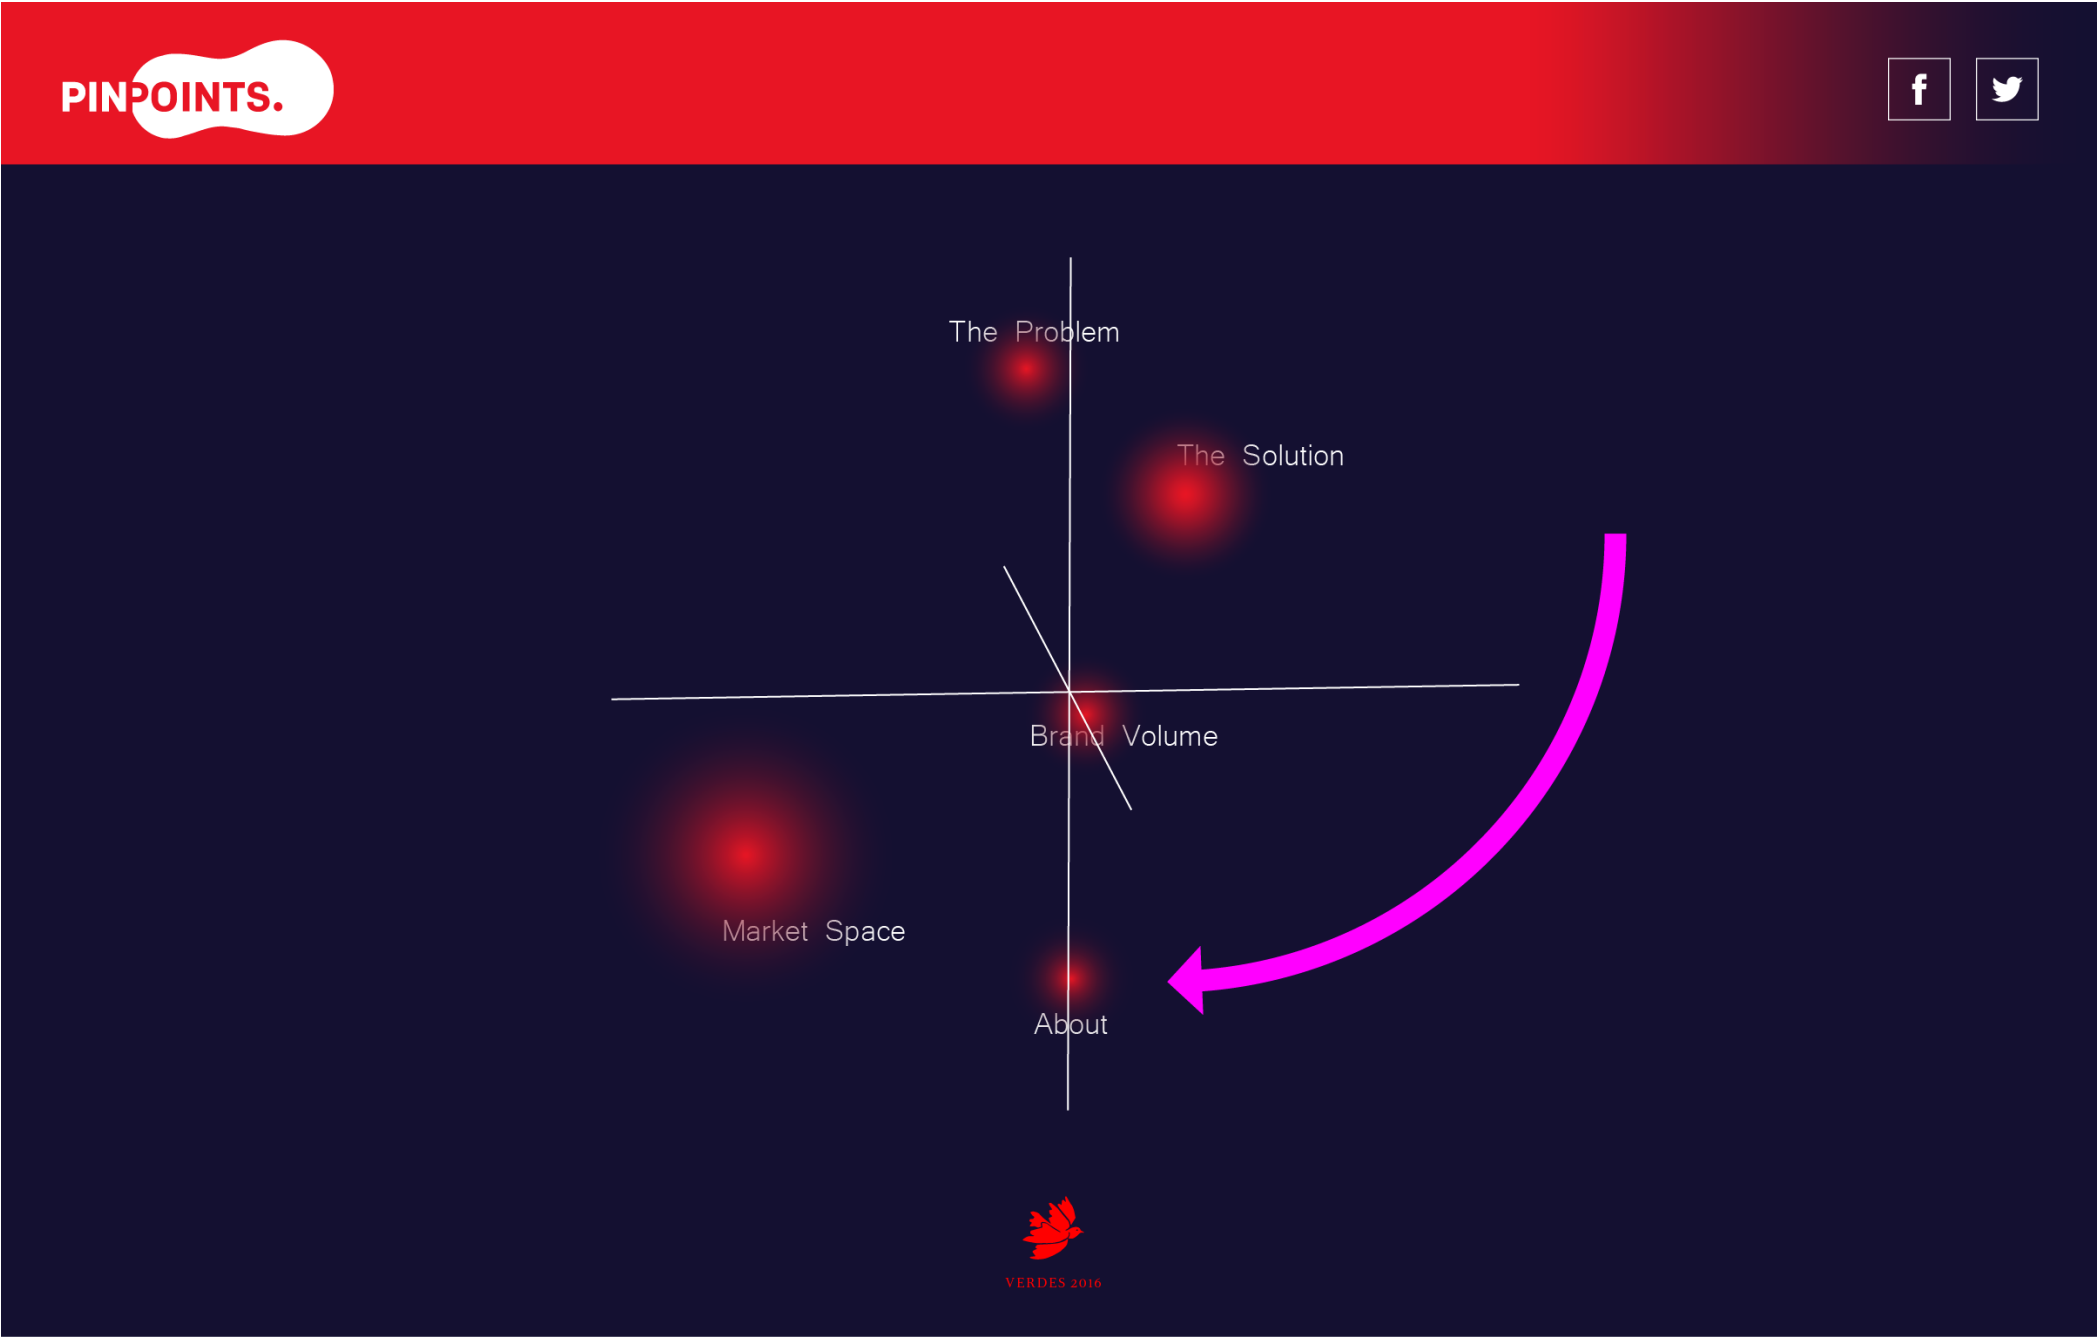 PINPOINTS.
The Problem
The Solution
Brand Volume
Market Space
About
VERDES 2016